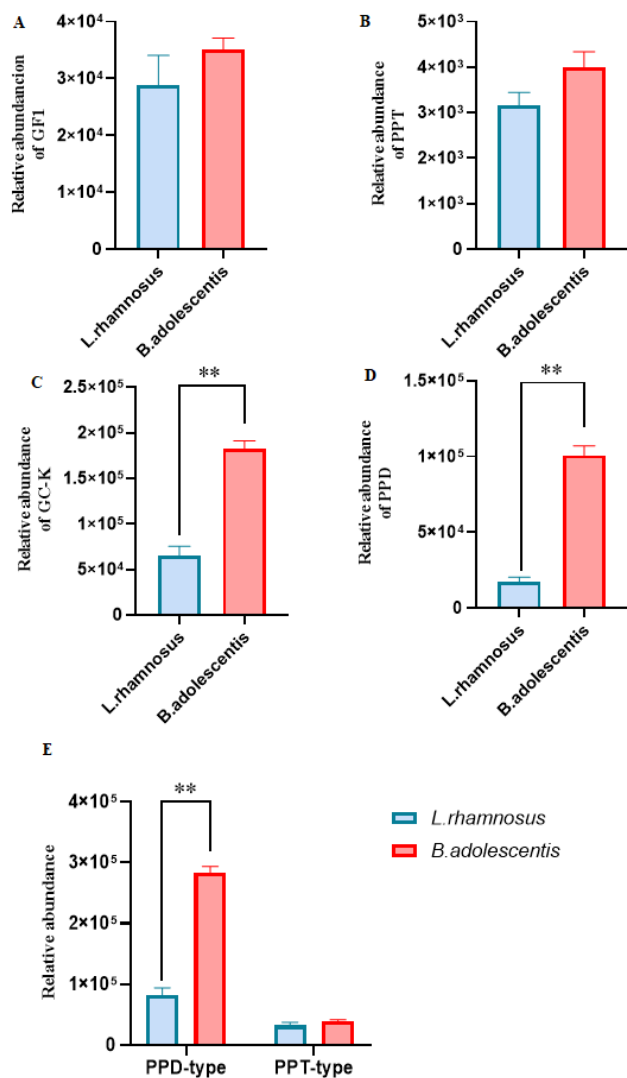 A
Relative abundancion
of GF1
4×10⁴
3×10⁴
2×10⁴
1×10⁴
0
L.rhamnosus
B.adolescentis
B
Relative abundance
of PPT
5×10³
4×10³
3×10³
2×10³
1×10³
0
L.rhamnosus
B.adolescentis
C
Relative abundance
of GC-K
2.5×10⁵
2×10⁵
1.5×10⁵
1×10⁵
5×10⁴
0
**
L.rhamnosus
B.adolescentis
D
Relative abundance
of PPD
1.5×10⁵
1×10⁵
5×10⁴
0
**
L.rhamnosus
B.adolescentis
E
Relative abundance
4×10⁵
3×10⁵
2×10⁵
1×10⁵
0
**
PPD-type
PPT-type
L.rhamnosus
B.adolescentis